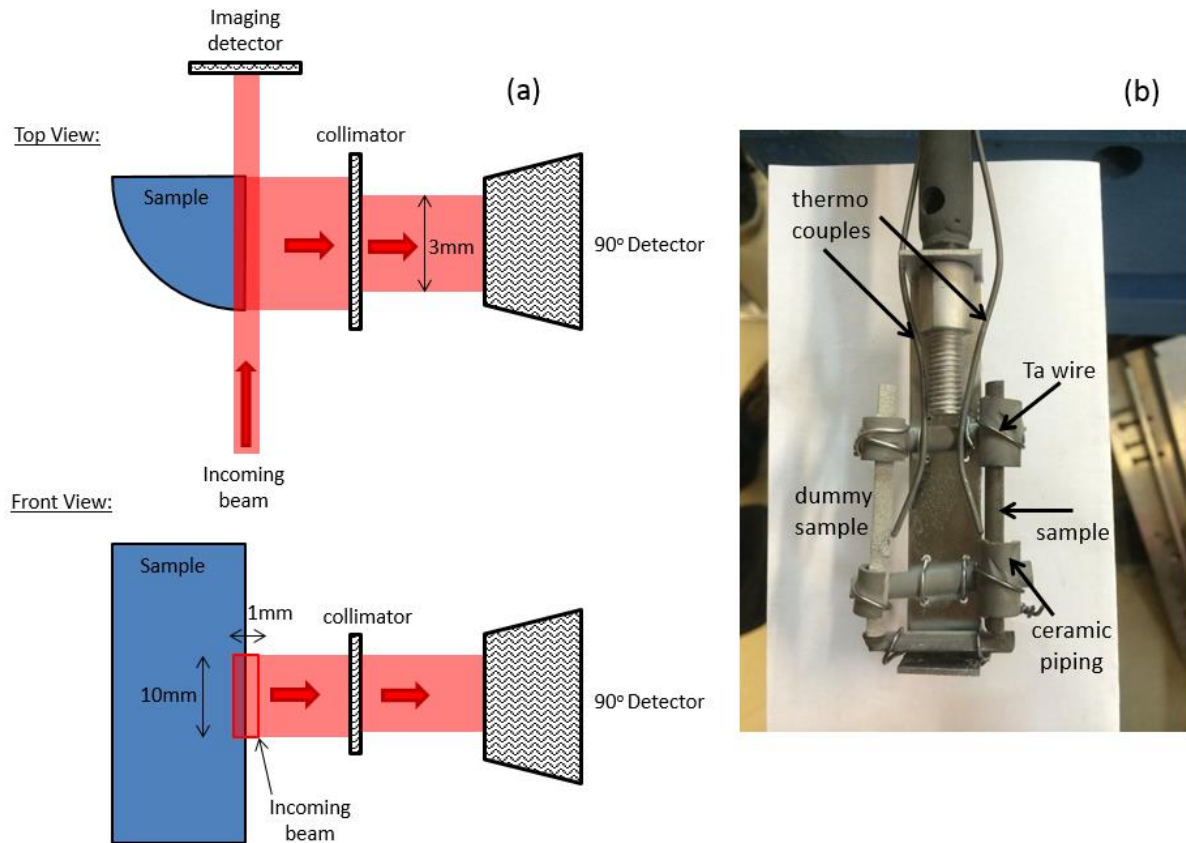 Imaging
detector
(a)
Top View:
collimator
Sample
3mm
90° Detector
Incoming
beam
Front View:
Sample
1mm
collimator
10mm
90° Detector
Incoming
beam
(b)
thermo
couples
Ta wire
dummy
sample
sample
ceramic
piping